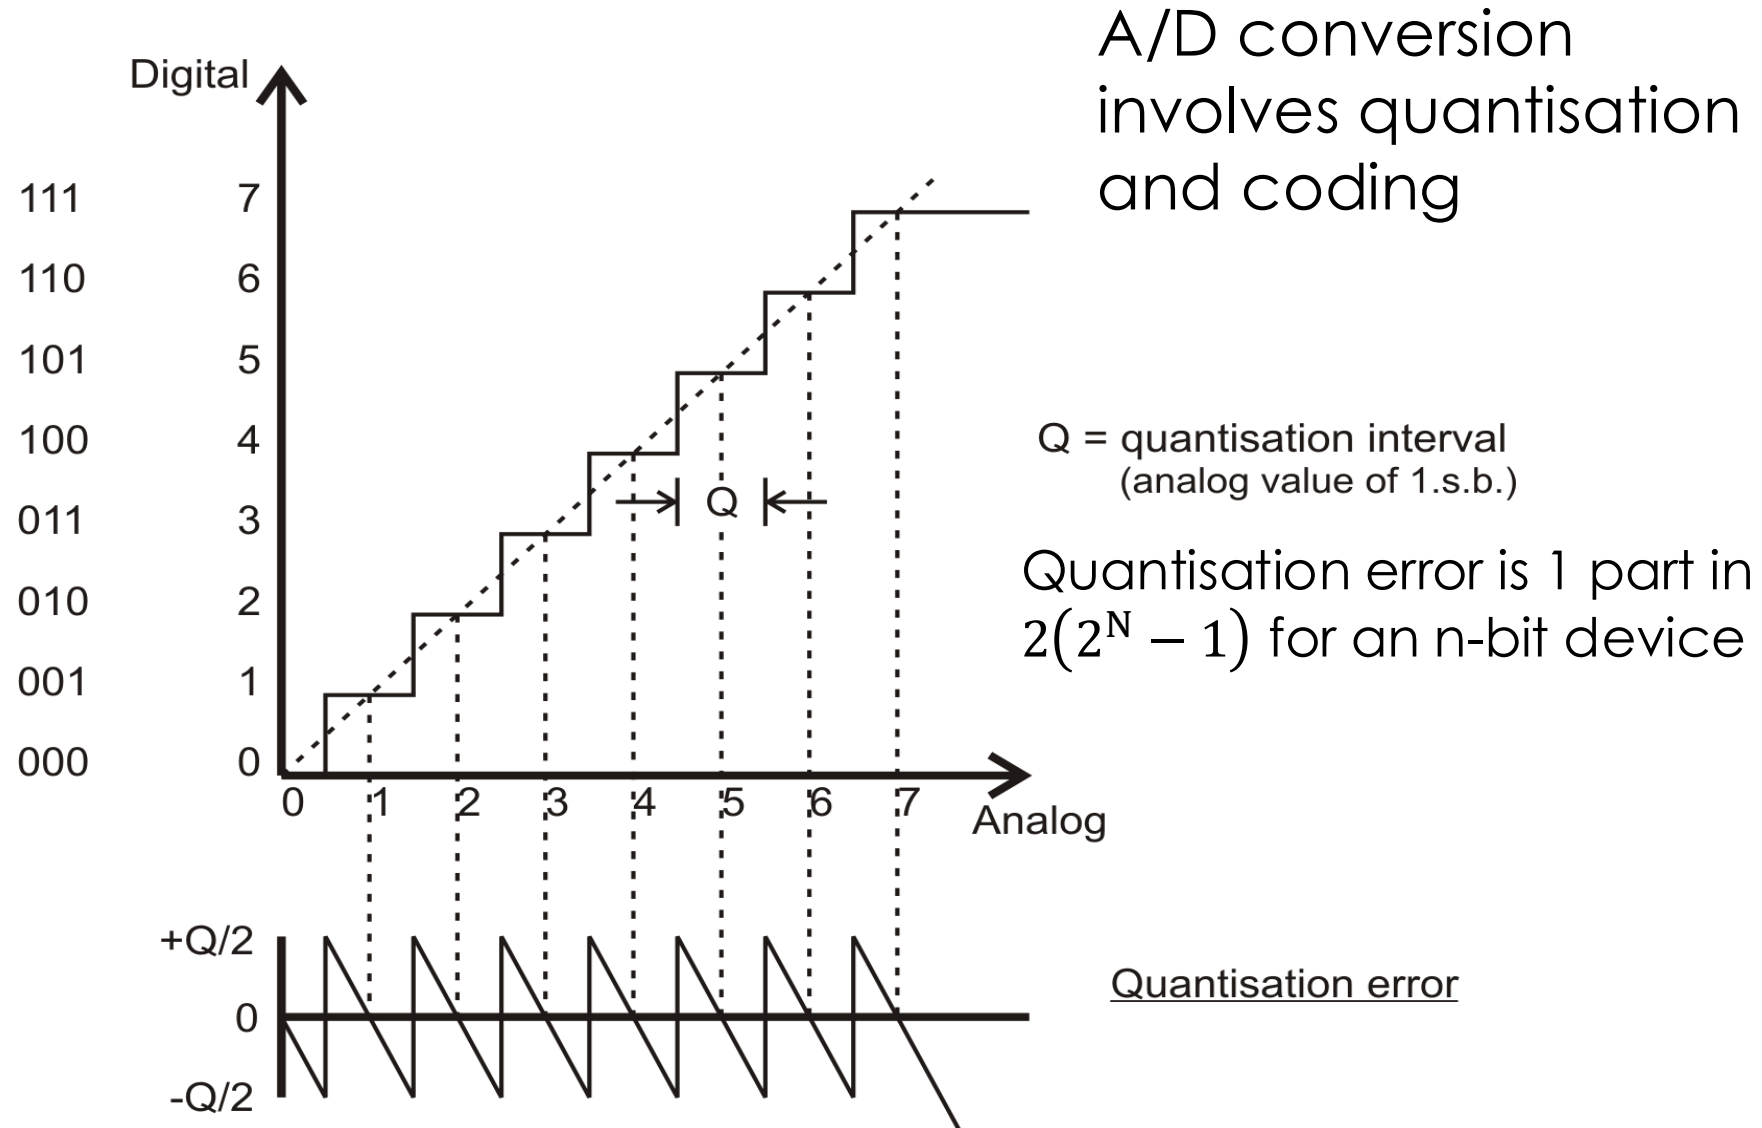 A/D conversion
involves quantisation
and coding
Digital
111 7
110 6
101 5
100 4
011 3
010 2
001 1
000 0
Q
Q = quantisation interval
(analog value of 1.s.b.)
Quantisation error is 1 part in
2(2^N − 1) for an n-bit device
0 1 2 3 4 5 6 7
Analog
+Q/2
0
-Q/2
Quantisation error